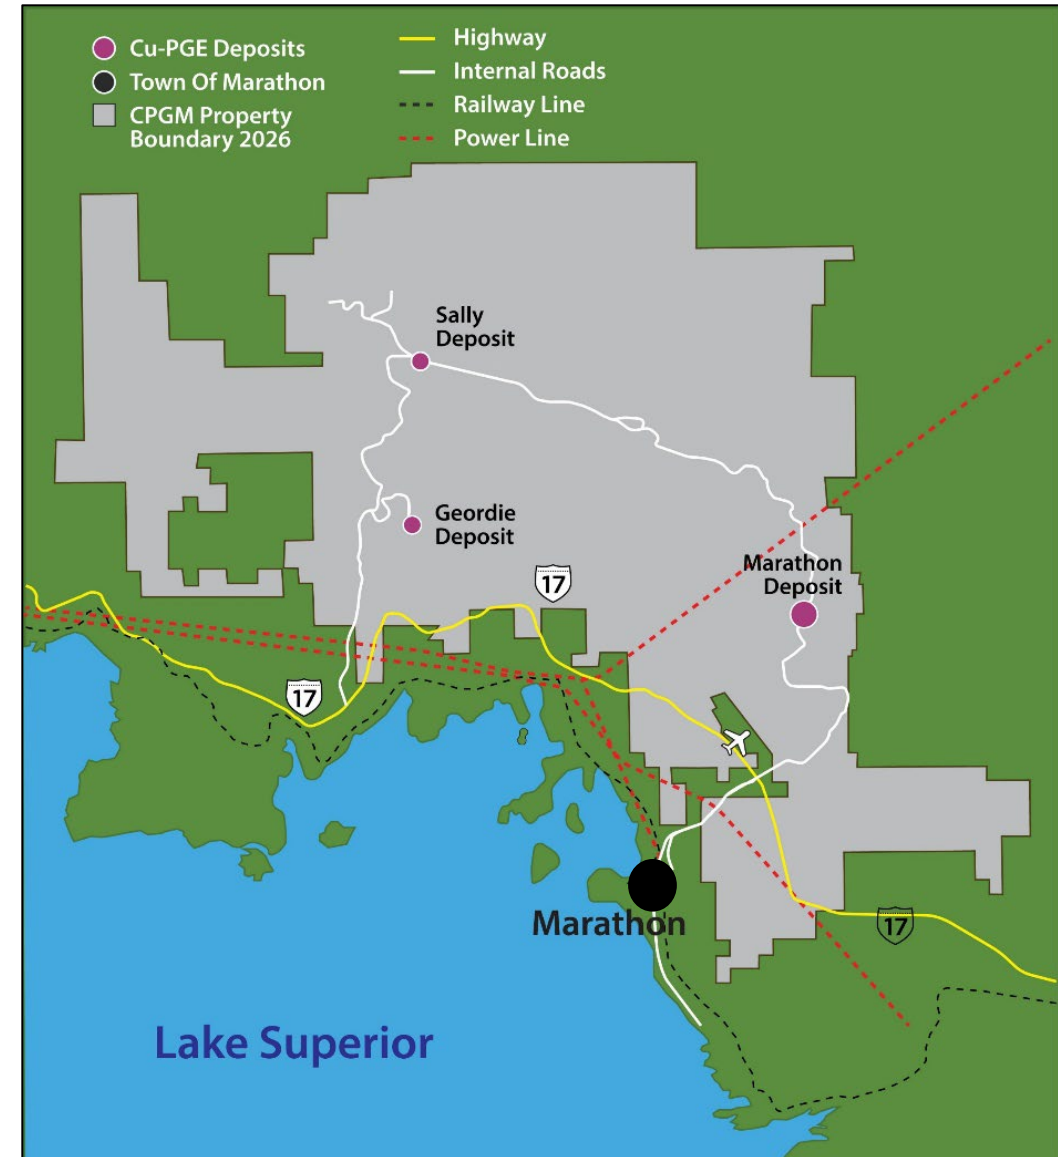 Cu-PGE Deposits
Town Of Marathon
CPGM Property
Boundary 2026
Highway
Internal Roads
Railway Line
Power Line
Sally
Deposit
Geordie
Deposit
17
Marathon
Deposit
17
Marathon
17
Lake Superior